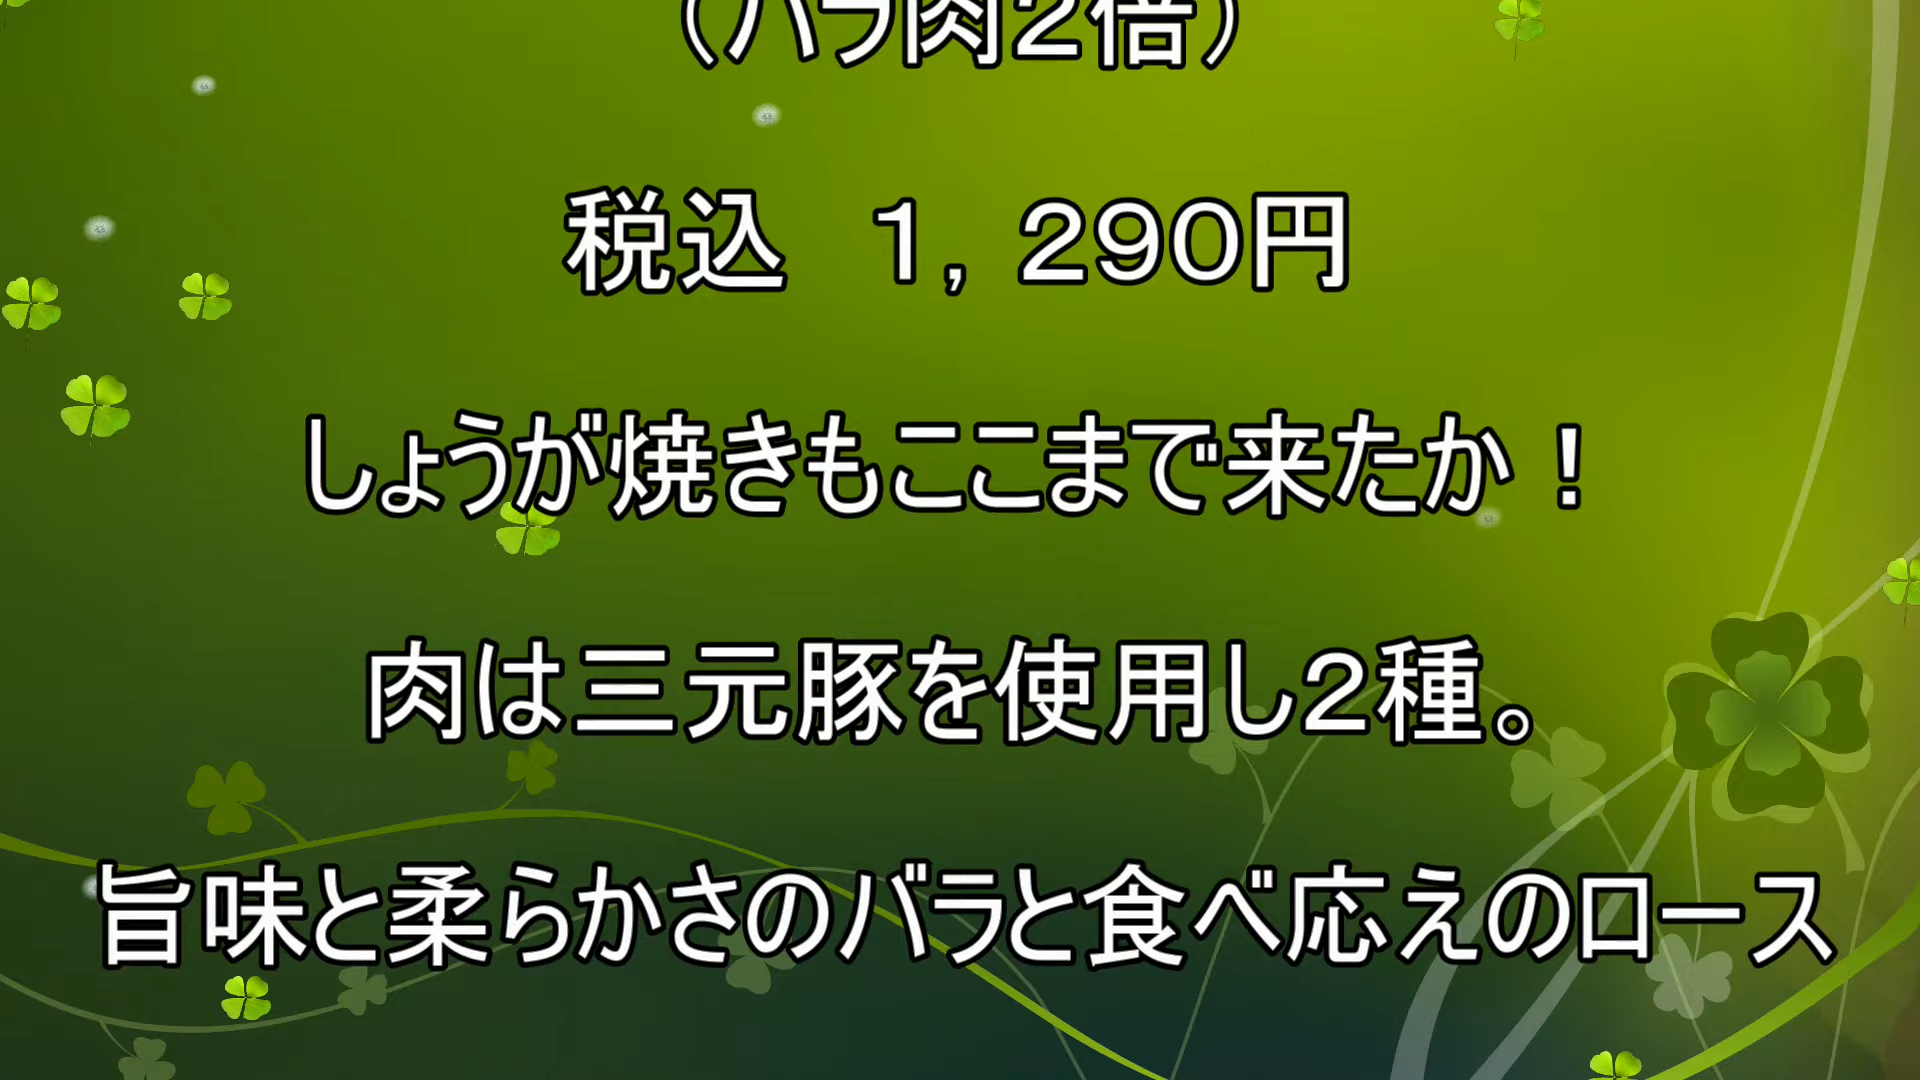 （バラ肉２倍）
税込　１，２９０円
しょうが焼きもここまで来たか！
肉は三元豚を使用し２種。
旨味と柔らかさのバラと食べ応えのロース